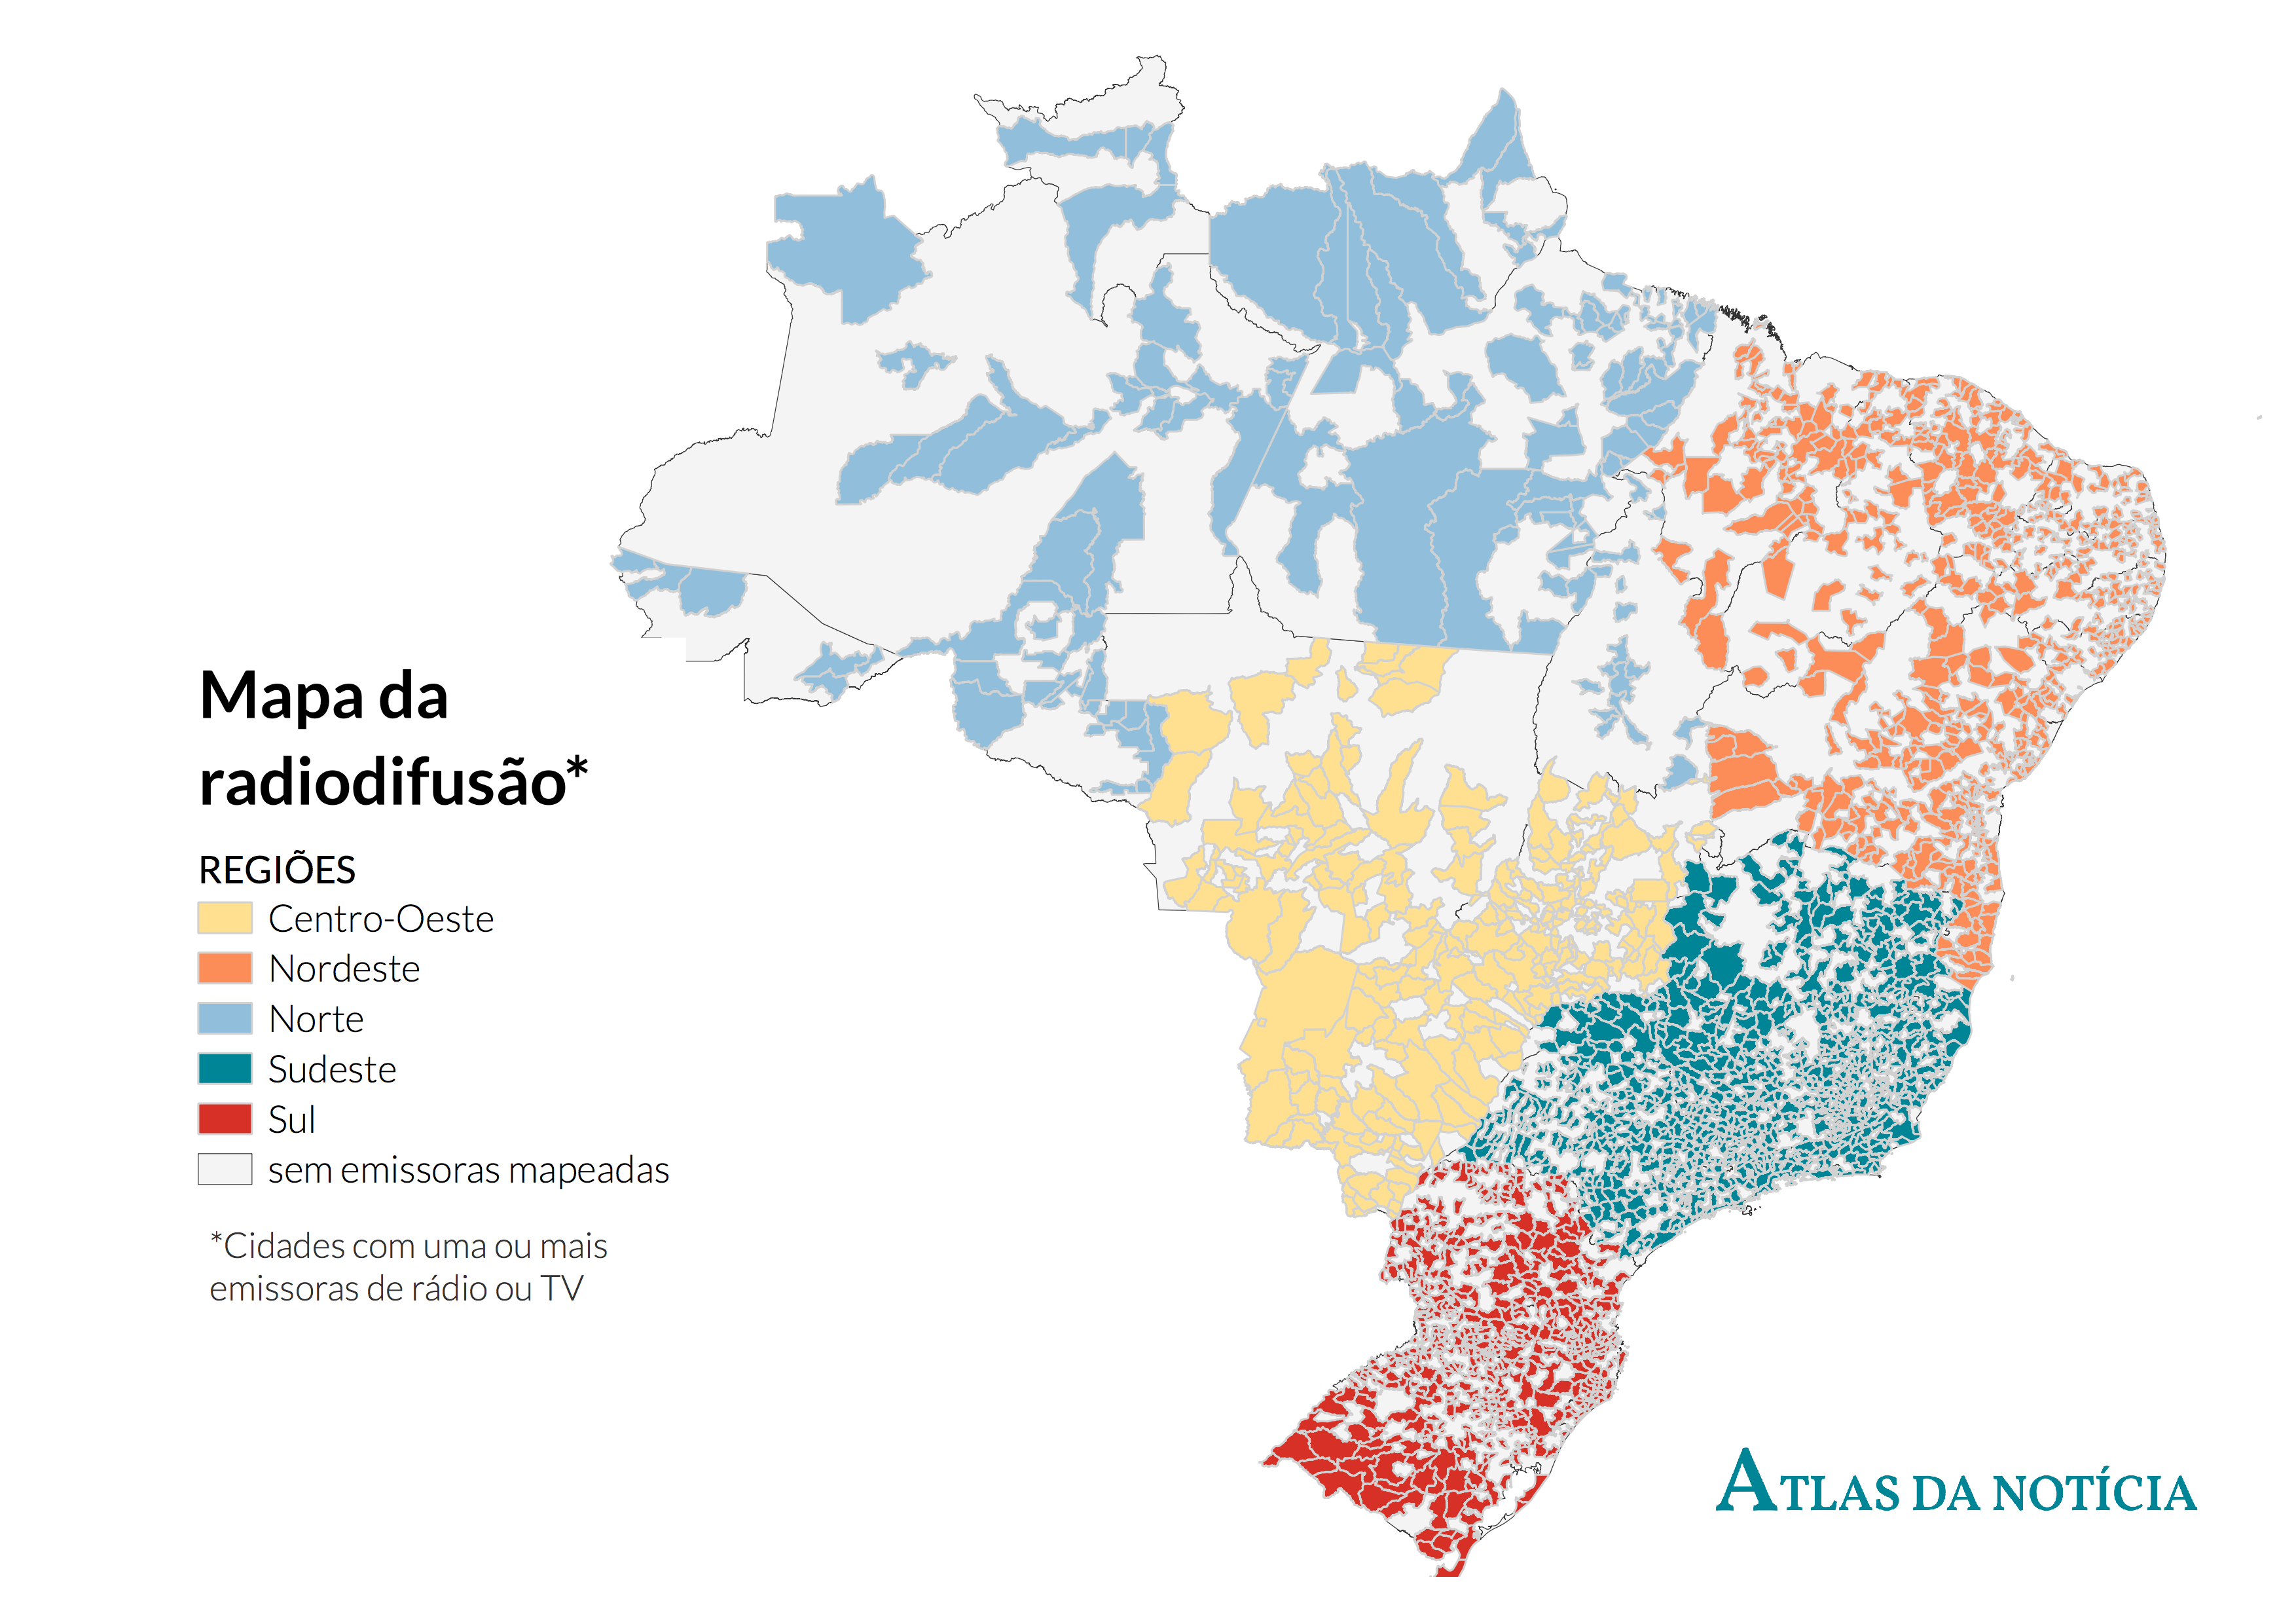 Mapa da
radiodifusão*
REGIÕES
Centro-Oeste
Nordeste
Norte
Sudeste
Sul
sem emissoras mapeadas
*Cidades com uma ou mais
emissoras de rádio ou TV
ATLAS DA NOTÍCIA